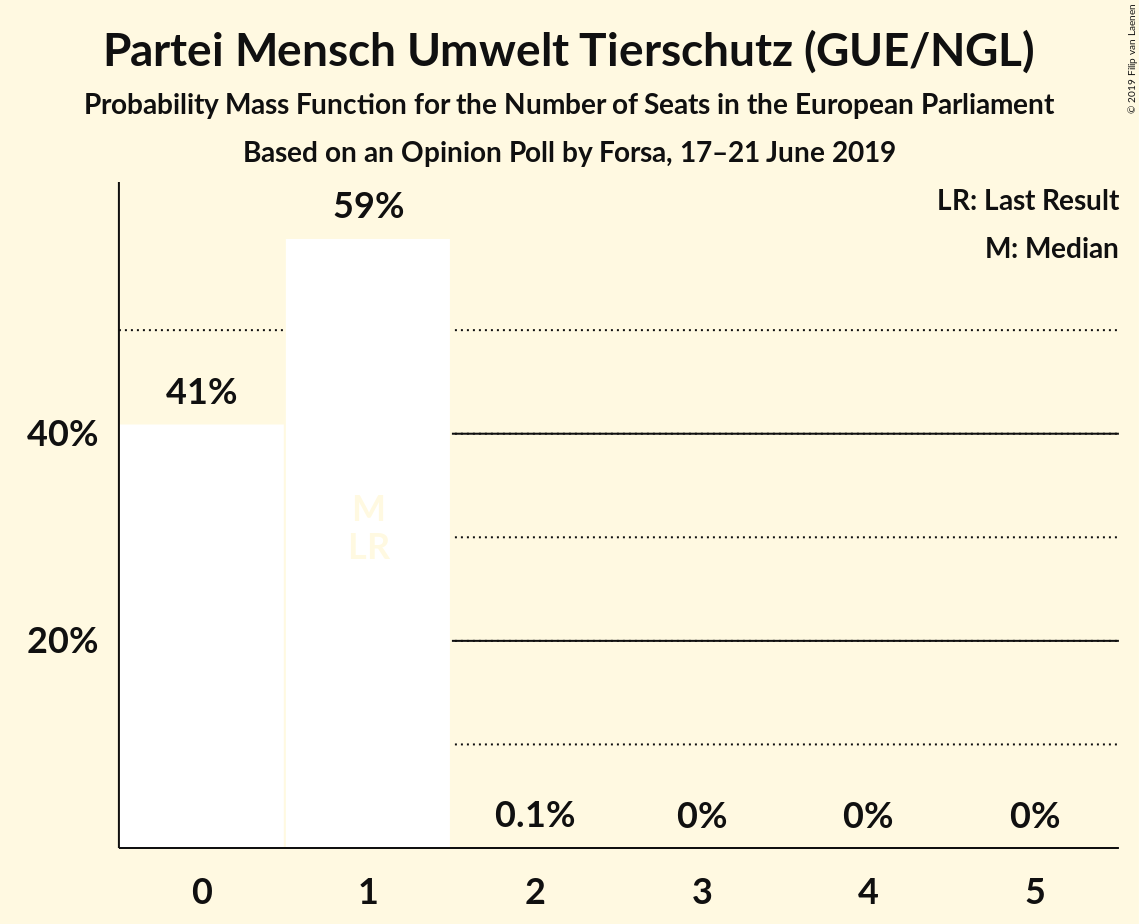 Partei Mensch Umwelt Tierschutz (GUE/NGL)
Probability Mass Function for the Number of Seats in the European Parliament
Based on an Opinion Poll by Forsa, 17–21 June 2019
© 2019 Filip van Laenen
LR: Last Result
M: Median
59%
41%
40%
20%
M
LR
0.1%
0%
0%
0%
0 1 2 3 4 5